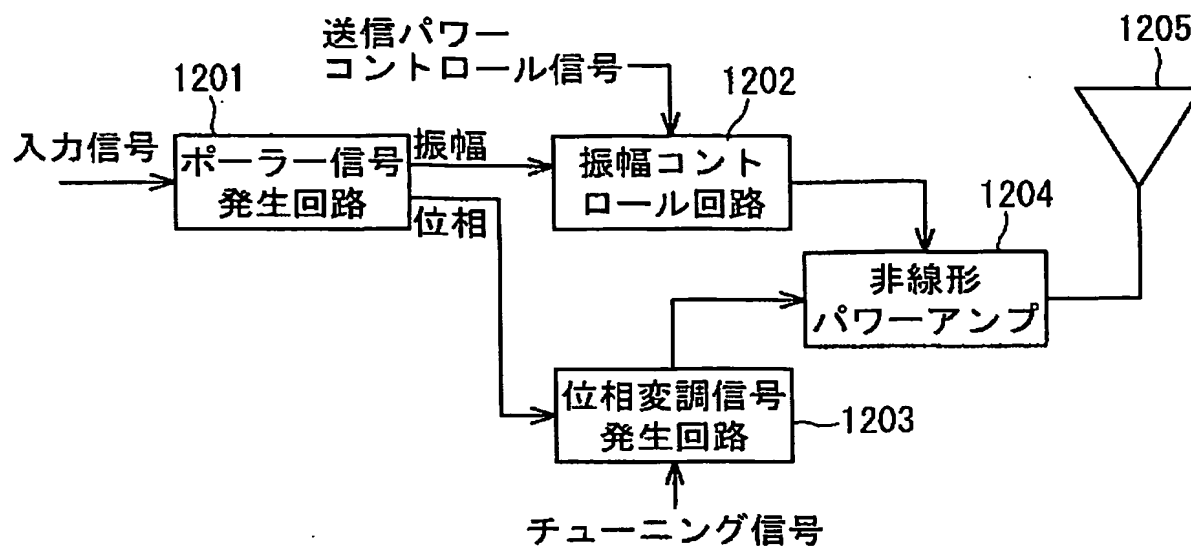 送信パワー
コントロール信号
1205
1201
1202
入力信号
ポーラー信号
発生回路
振幅
位相
振幅コント
ロール回路
1204
非線形
パワーアンプ
位相変調信号
発生回路
1203
チューニング信号